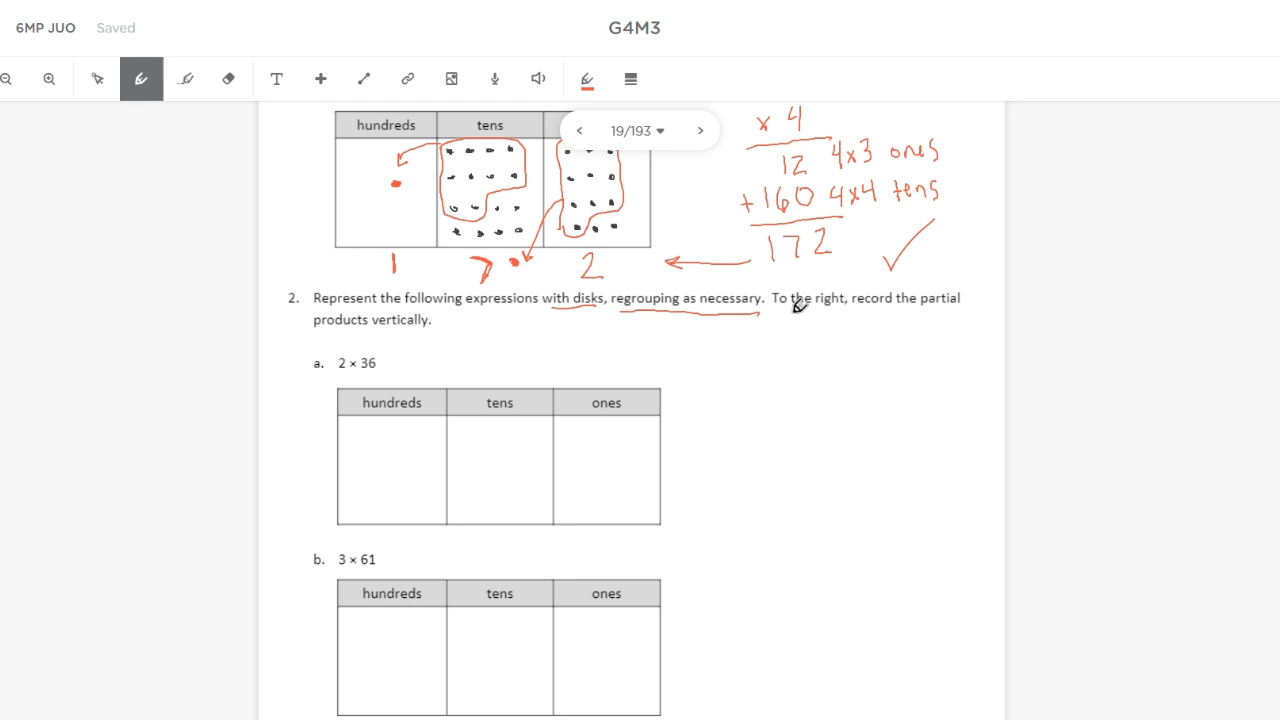 6MP JUO Saved G4M3
T
19/193
hundreds tens
x 4
12 4x3 ones
+160 4x4 tens
172
1 7 2
2. Represent the following expressions with disks, regrouping as necessary. To the right, record the partial
products vertically.
a. 2 × 36
hundreds tens ones
b. 3 × 61
hundreds tens ones